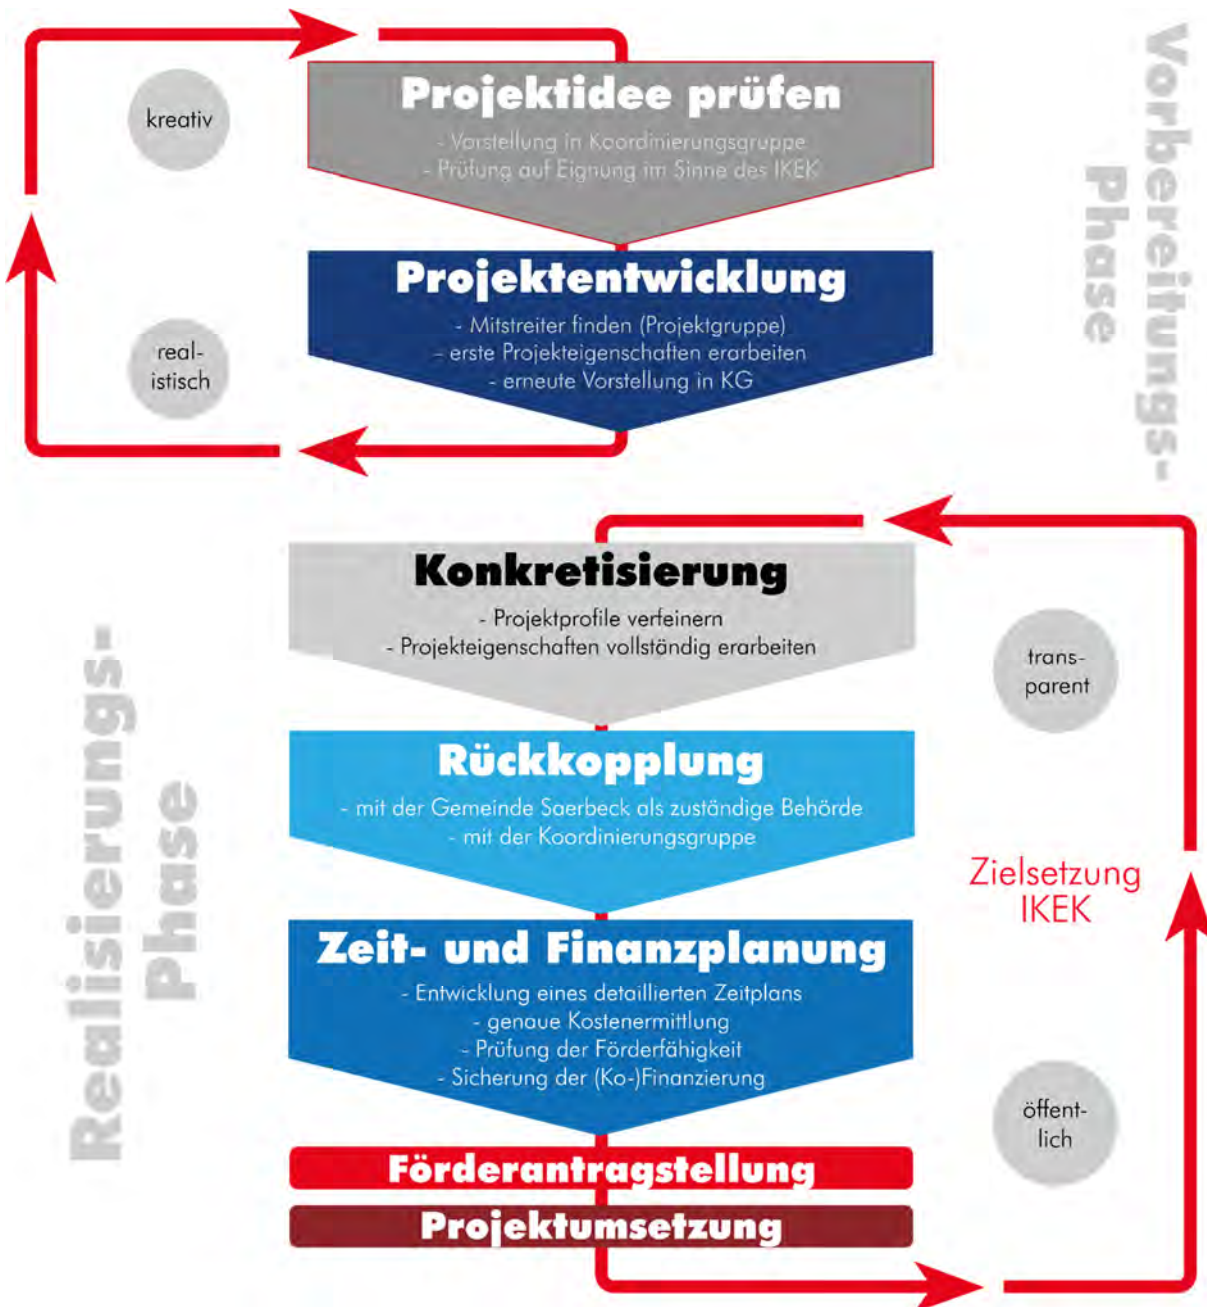 Vorbereitungs-
Phase
kreativ
Projektidee prüfen
- Vorstellung in Koordinierungsgruppe
- Prüfung auf Eignung im Sinne des IKEK
Projektentwicklung
- Mitstreiter finden (Projektgruppe)
- erste Projekteigenschaften erarbeiten
- erneute Vorstellung in KG
real-
istisch
Realisierungs-
Phase
Konkretisierung
- Projektprofile verfeinern
- Projekteigenschaften vollständig erarbeiten
trans-
parent
Rückkopplung
- mit der Gemeinde Saerbeck als zuständige Behörde
- mit der Koordinierungsgruppe
Zielsetzung
IKEK
Zeit- und Finanzplanung
- Entwicklung eines detaillierten Zeitplans
- genaue Kostenermittlung
- Prüfung der Förderfähigkeit
- Sicherung der (Ko-)Finanzierung
öffent-
lich
Förderantragstellung
Projektumsetzung